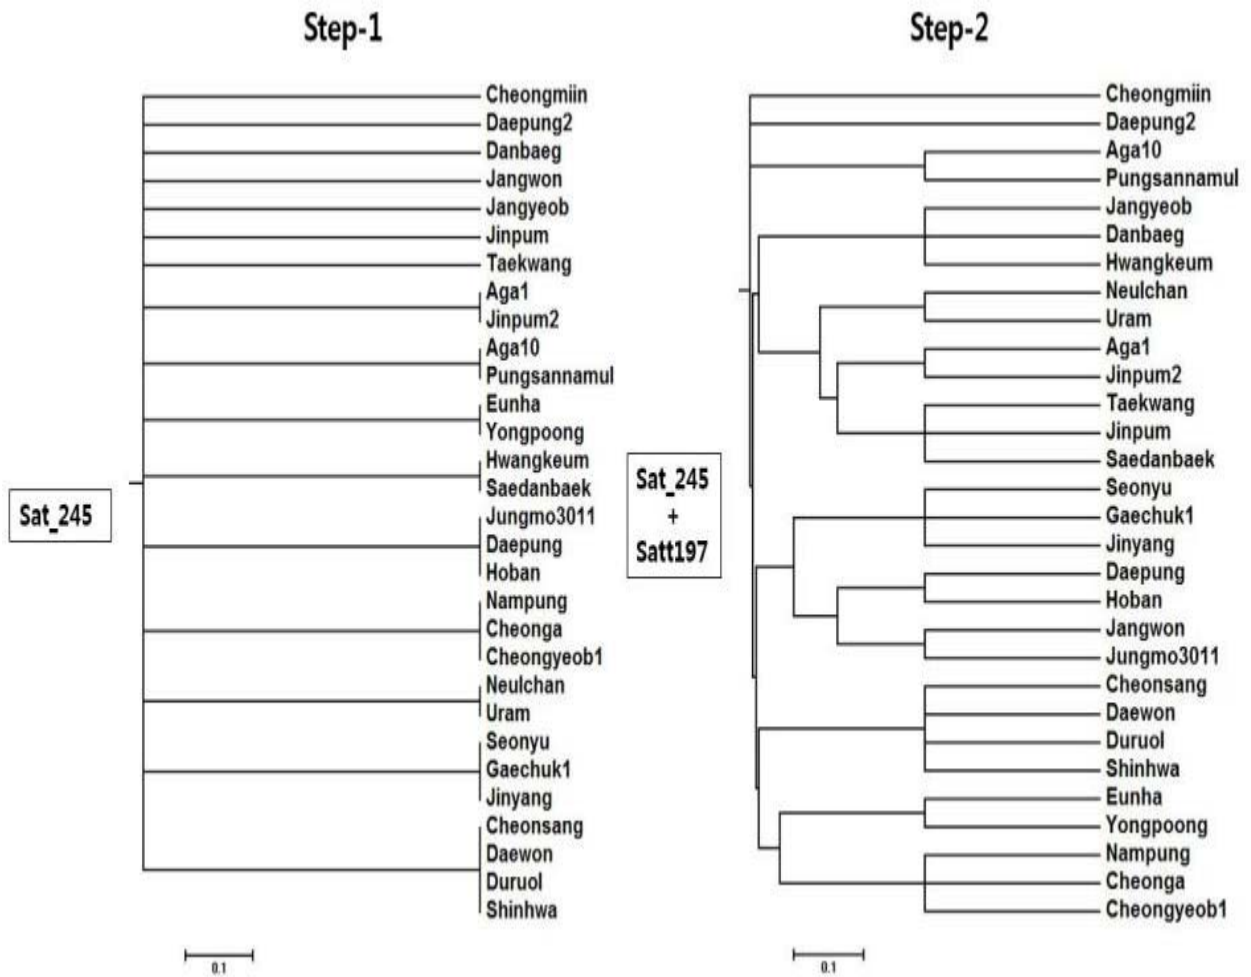 Step-1
Cheongmiin
Daepung2
Danbaeg
Jangwon
Jangyeob
Jinpum
Taekwang
Aga1
Jinpum2
Aga10
Pungsannamul
Eunha
Yongpoong
Hwangkeum
Saedanbaek
Jungmo3011
Daepung
Hoban
Nampung
Cheonga
Cheongyeob1
Neulchan
Uram
Seonyu
Gaechuk1
Jinyang
Cheonsang
Daewon
Duruol
Shinhwa
Sat_245
0.1
Step-2
Cheongmiin
Daepung2
Aga10
Pungsannamul
Jangyeob
Danbaeg
Hwangkeum
Neulchan
Uram
Aga1
Jinpum2
Taekwang
Jinpum
Saedanbaek
Seonyu
Gaechuk1
Jinyang
Daepung
Hoban
Jangwon
Jungmo3011
Cheonsang
Daewon
Duruol
Shinhwa
Eunha
Yongpoong
Nampung
Cheonga
Cheongyeob1
Sat_245
+
Satt197
0.1